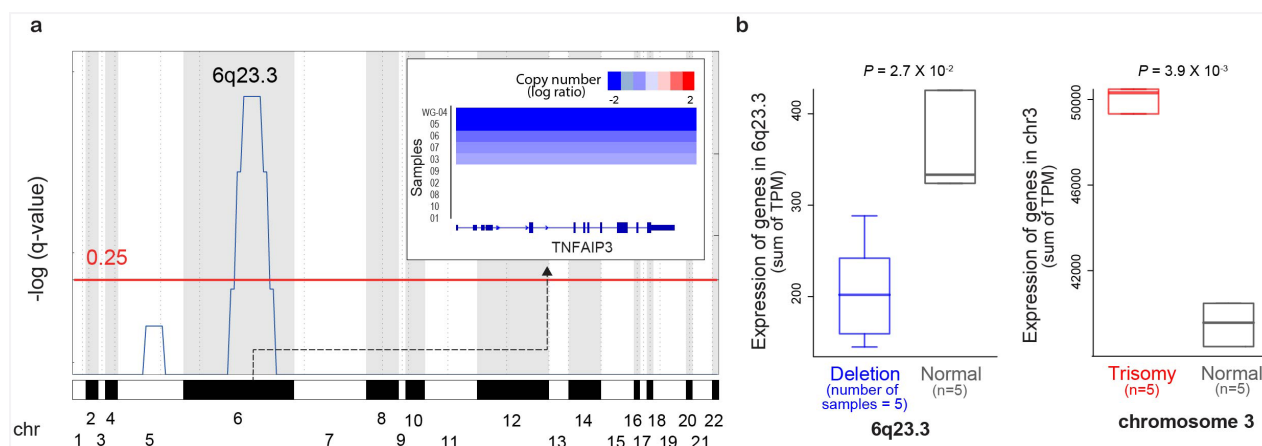 a
6q23.3
0.25
-log (q-value)
Copy number
(log ratio)
-2
2
Samples
WG-04
05
06
07
03
09
02
08
10
01
TNFAIP3
chr
1 2 3 4 5 6 7 8 9 10 11 12 13 14 15 16 17 18 19 20 21 22
b
P = 2.7 X 10-2
Expression of genes in 6q23.3
(sum of TPM)
400
300
200
Deletion
(number of
samples = 5)
Normal
(n=5)
6q23.3
P = 3.9 X 10-3
Expression of genes in chr3
(sum of TPM)
50000
46000
42000
Trisomy
(n=5)
Normal
(n=5)
chromosome 3